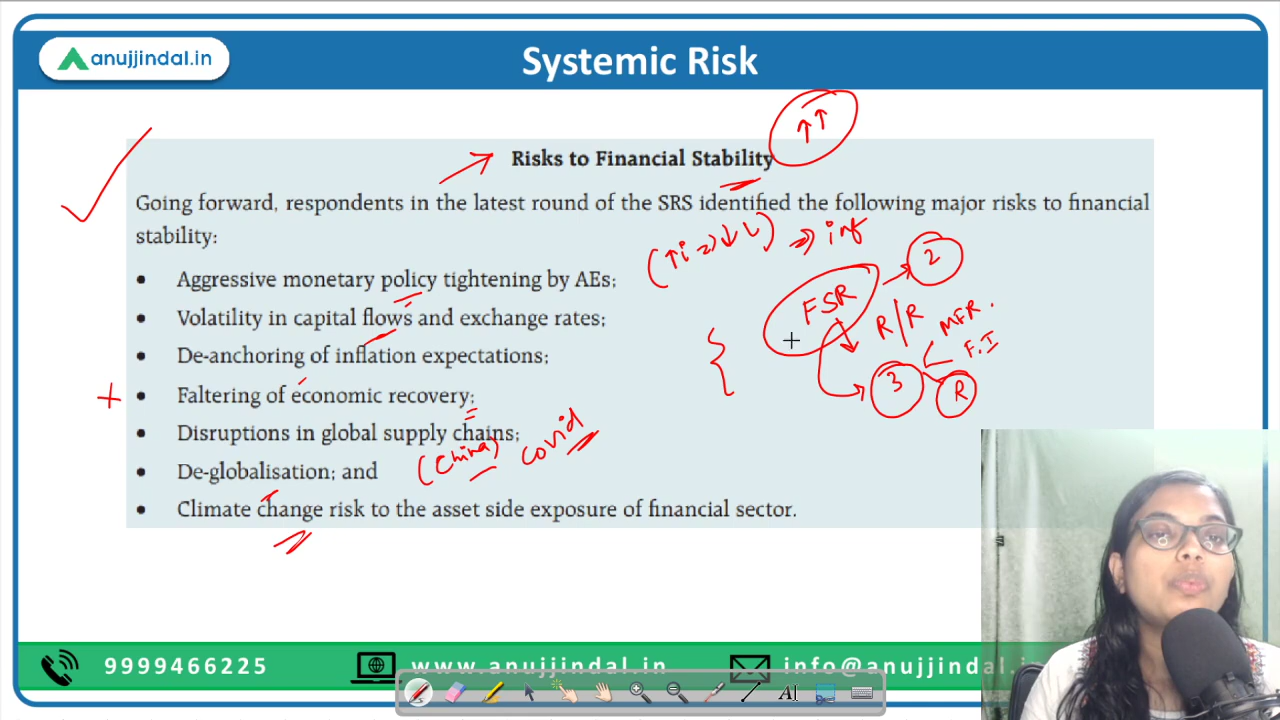 anujjindal.in
Systemic Risk
↑↑
Risks to Financial Stability
Going forward, respondents in the latest round of the SRS identified the following major risks to financial
stability:
inf
• Aggressive monetary policy tightening by AEs;
2
FSR
• Volatility in capital flows and exchange rates;
R/R
MFR.
• De-anchoring of inflation expectations;
F.I
• Faltering of economic recovery;
3
R
• Disruptions in global supply chains;
(China) covid
• De-globalisation; and
• Climate change risk to the asset side exposure of financial sector.
9999466225
www.anujjindal.in
info@anujjindal.in